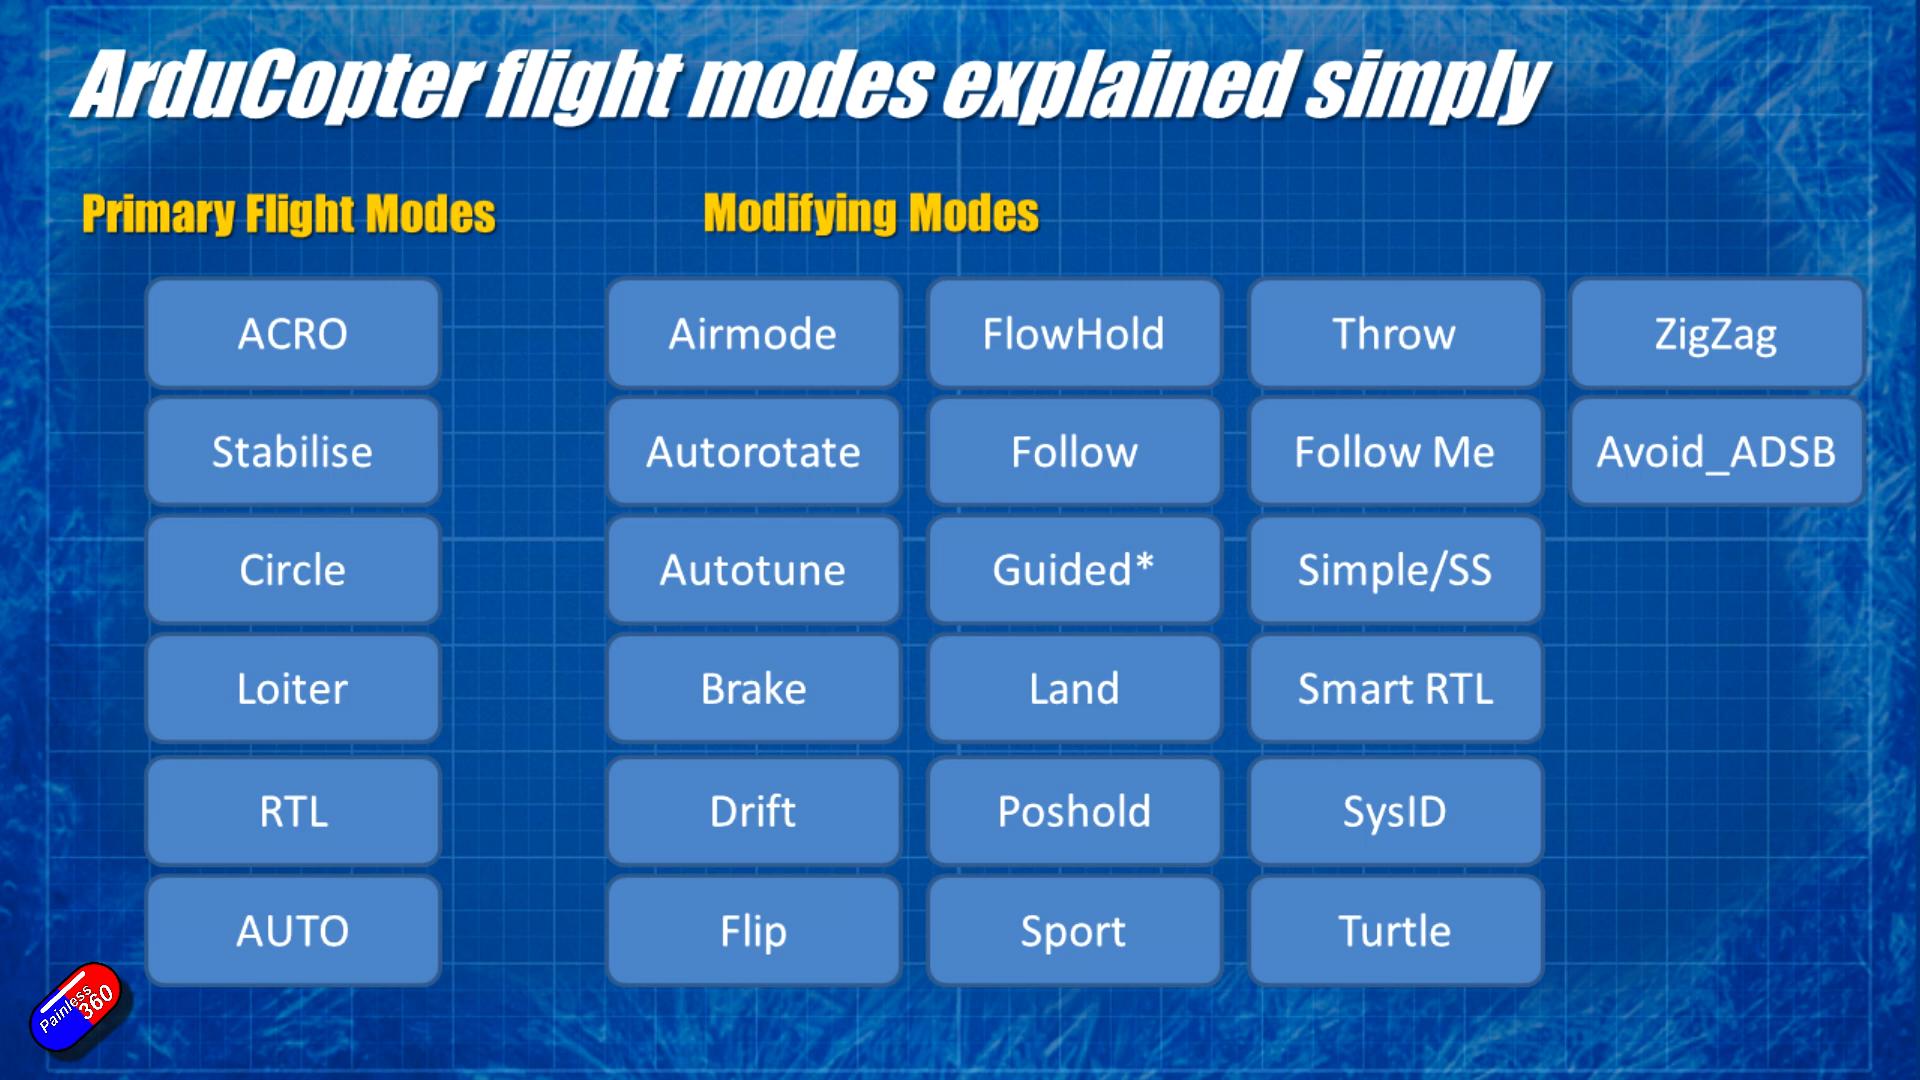 ArduCopter flight modes explained simply
Primary Flight Modes
Modifying Modes
ACRO
Stabilise
Circle
Loiter
RTL
AUTO
Airmode
Autorotate
Autotune
Brake
Drift
Flip
FlowHold
Follow
Guided*
Land
Poshold
Sport
Throw
Follow Me
Simple/SS
Smart RTL
SysID
Turtle
ZigZag
Avoid_ADSB
Painless
360